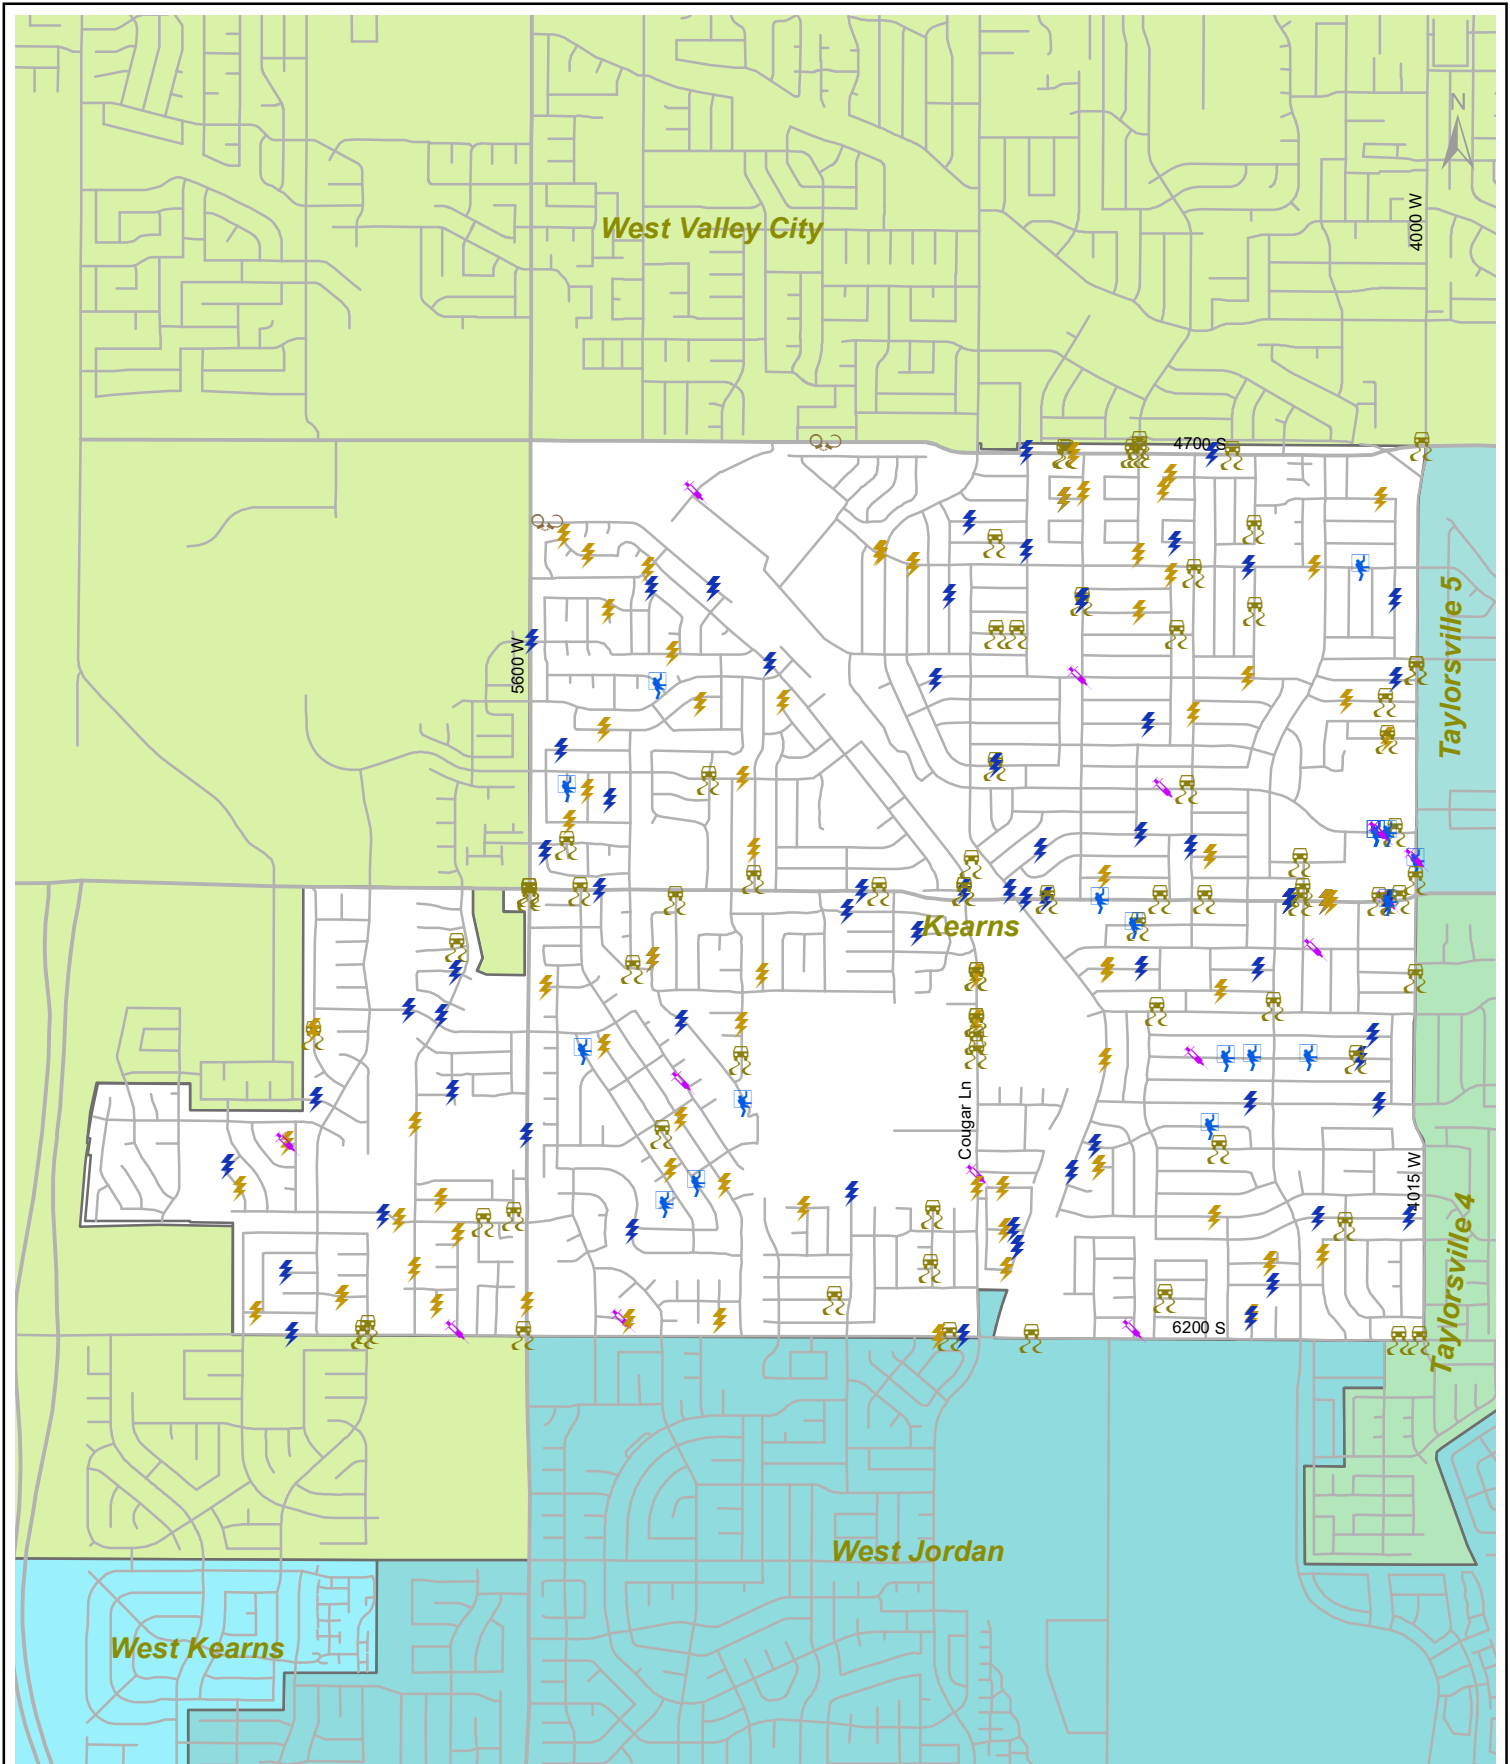 N
4000 W
West Valley City
4700 S
Taylorsville 5
5600 W
Kearns
Cougar Ln
4015 W
Taylorsville 4
6200 S
West Jordan
West Kearns